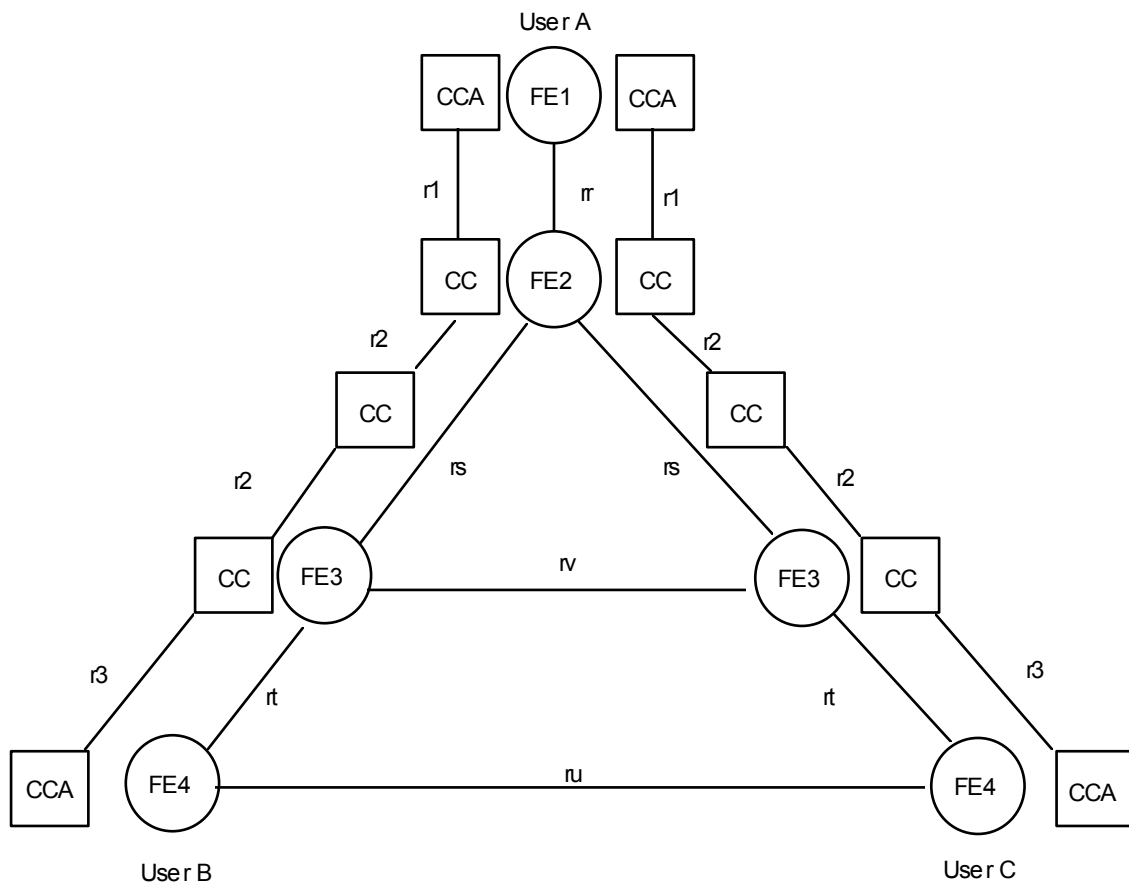 User A
CCA FE1 CCA
r1 rr r1
CC FE2 CC
r2 r2
CC CC
r2 rs rs r2
CC FE3 rv FE3 CC
r3 rt rt r3
CCA FE4 ru FE4 CCA
User B User C